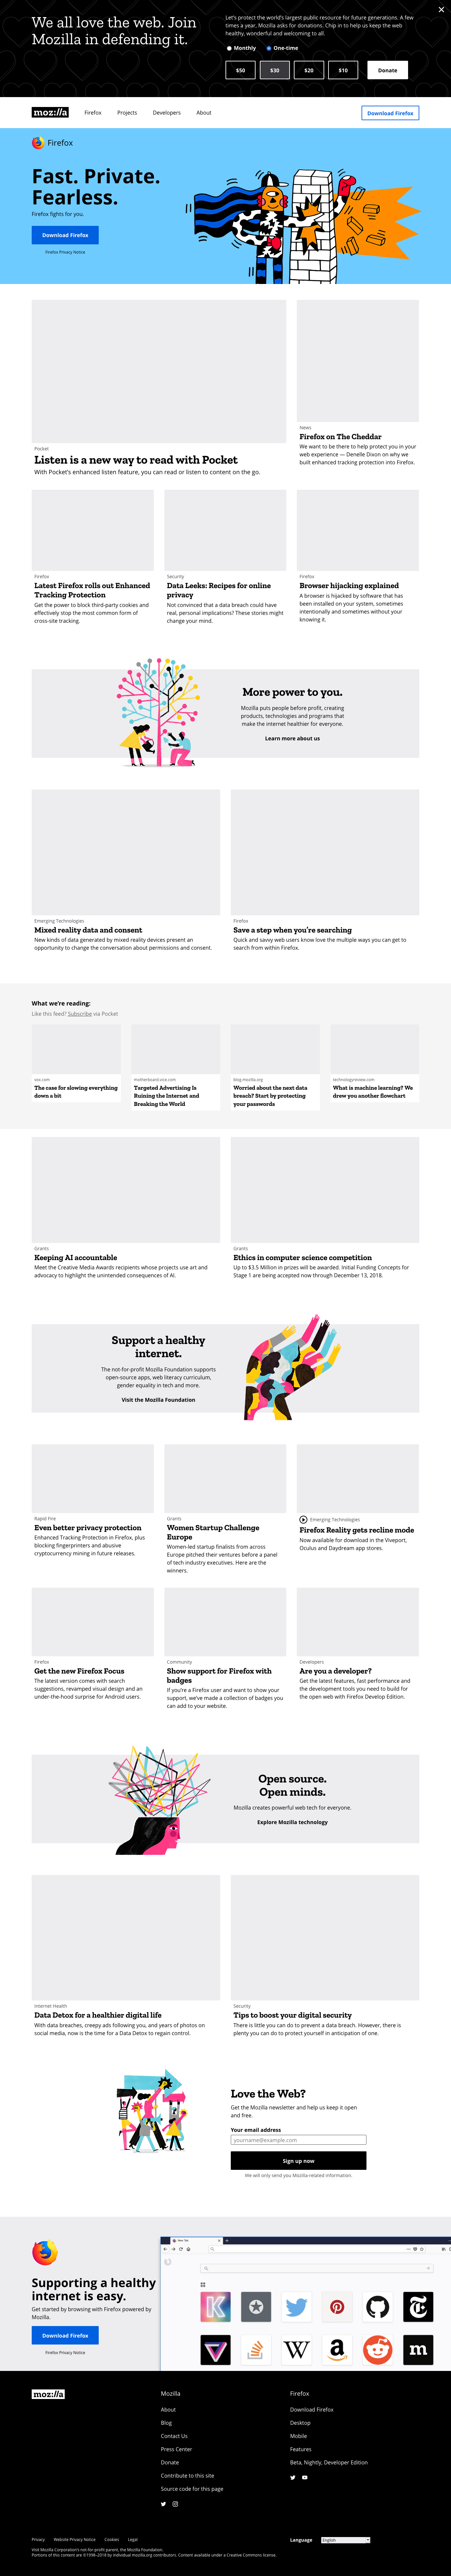 We all love the web. Join
Mozilla in defending it.
Let's protect the world's largest public resource for future generations. A few
times a year, Mozilla asks for donations. Chip in to help us keep the web
healthy, wonderful and welcoming to all.
Monthly One-time
$50 $30 $20 $10 Donate
moz://a Firefox Projects Developers About Download Firefox
Firefox
Fast. Private.
Fearless.
Firefox fights for you.
Download Firefox
Firefox Privacy Notice
Pocket
Listen is a new way to read with Pocket
With Pocket's enhanced listen feature, you can read or listen to content on the go.
News
Firefox on The Cheddar
We want to be there to help protect you in your
web experience — Denelle Dixon on why we
built enhanced tracking protection into Firefox.
Firefox
Latest Firefox rolls out Enhanced
Tracking Protection
Get the power to block third-party cookies and
effectively stop the most common form of
cross-site tracking.
Security
Data Leeks: Recipes for online
privacy
Not convinced that a data breach could have
real, personal implications? These stories might
change your mind.
Firefox
Browser hijacking explained
A browser is hijacked by software that has
been installed on your system, sometimes
intentionally and sometimes without your
knowing it.
More power to you.
Mozilla puts people before profit, creating
products, technologies and programs that
make the internet healthier for everyone.
Learn more about us
Emerging Technologies
Mixed reality data and consent
New kinds of data generated by mixed reality devices present an
opportunity to change the conversation about permissions and consent.
Firefox
Save a step when you're searching
Quick and savvy web users know love the multiple ways you can get to
search from within Firefox.
What we're reading:
Like this feed? Subscribe via Pocket
vox.com
The case for slowing everything
down a bit
motherboard.vice.com
Targeted Advertising Is
Ruining the Internet and
Breaking the World
blog.mozilla.org
Worried about the next data
breach? Start by protecting
your passwords
technologyreview.com
What is machine learning? We
drew you another flowchart
Grants
Keeping AI accountable
Meet the Creative Media Awards recipients whose projects use art and
advocacy to highlight the unintended consequences of AI.
Grants
Ethics in computer science competition
Up to $3.5 Million in prizes will be awarded. Initial Funding Concepts for
Stage 1 are being accepted now through December 13, 2018.
Support a healthy
internet.
The not-for-profit Mozilla Foundation supports
open-source apps, web literacy curriculum,
gender equality in tech and more.
Visit the Mozilla Foundation
Rapid Fire
Even better privacy protection
Enhanced Tracking Protection in Firefox, plus
blocking fingerprinters and abusive
cryptocurrency mining in future releases.
Grants
Women Startup Challenge
Europe
Women-led startup finalists from across
Europe pitched their ventures before a panel
of tech industry executives. Here are the
winners.
Emerging Technologies
Firefox Reality gets recline mode
Now available for download in the Viveport,
Oculus and Daydream app stores.
Firefox
Get the new Firefox Focus
The latest version comes with search
suggestions, revamped visual design and an
under-the-hood surprise for Android users.
Community
Show support for Firefox with
badges
If you're a Firefox user and want to show your
support, we've made a collection of badges you
can add to your website.
Developers
Are you a developer?
Get the latest features, fast performance and
the development tools you need to build for
the open web with Firefox Develop Edition.
Open source.
Open minds.
Mozilla creates powerful web tech for everyone.
Explore Mozilla technology
Internet Health
Data Detox for a healthier digital life
With data breaches, creepy ads following you, and years of photos on
social media, now is the time for a Data Detox to regain control.
Security
Tips to boost your digital security
There is little you can do to prevent a data breach. However, there is
plenty you can do to protect yourself in anticipation of one.
Love the Web?
Get the Mozilla newsletter and help us keep it open
and free.
Your email address
yourname@example.com
Sign up now
We will only send you Mozilla-related information.
Supporting a healthy
internet is easy.
Get started by browsing with Firefox powered by
Mozilla.
Download Firefox
Firefox Privacy Notice
New Tab
moz://a
Mozilla
About
Blog
Contact Us
Press Center
Donate
Contribute to this site
Source code for this page
Firefox
Download Firefox
Desktop
Mobile
Features
Beta, Nightly, Developer Edition
Privacy Website Privacy Notice Cookies Legal
Language English
Visit Mozilla Corporation's not-for-profit parent, the Mozilla Foundation.
Portions of this content are ©1998–2018 by individual mozilla.org contributors. Content available under a Creative Commons license.